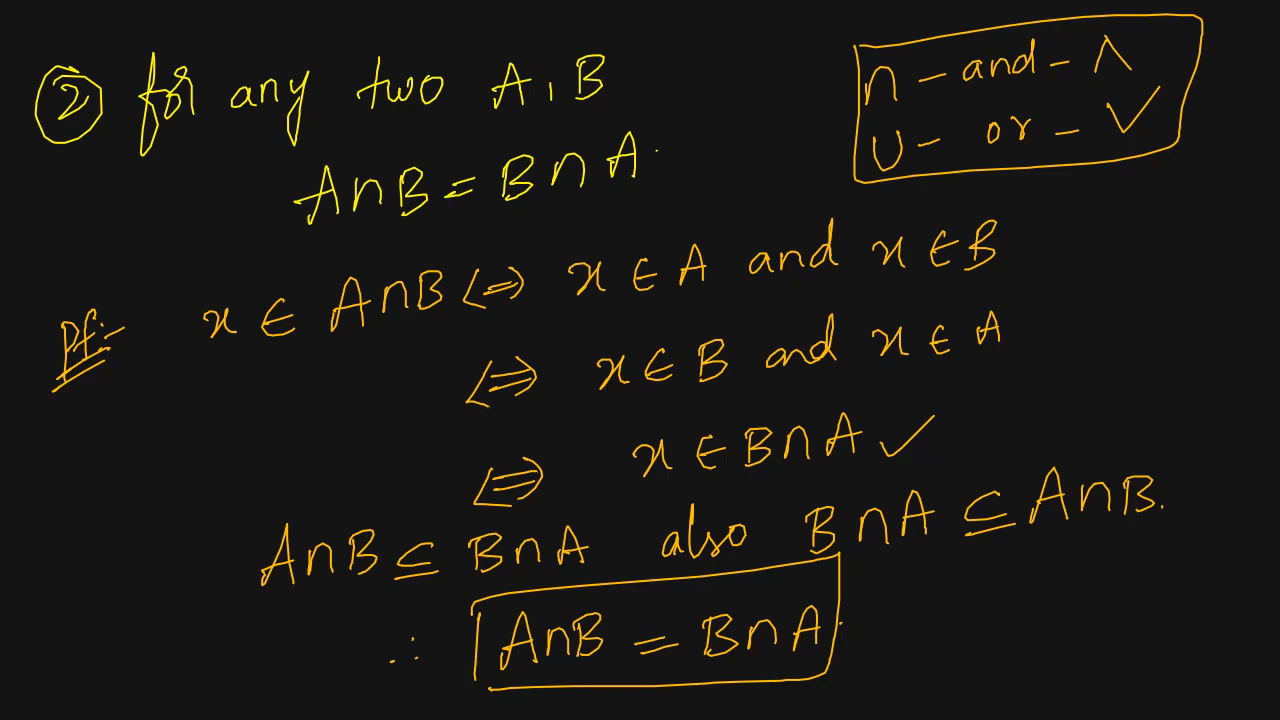 ② for any two A, B
A∩B = B∩A.
∩ - and - ∧
∪ - or - ∨
Pf:- x ∈ A∩B ⇔ x ∈ A and x ∈ B
⇔ x ∈ B and x ∈ A
⇔ x ∈ B∩A ✓
A∩B ⊆ B∩A also B∩A ⊆ A∩B.
∴ A∩B = B∩A.